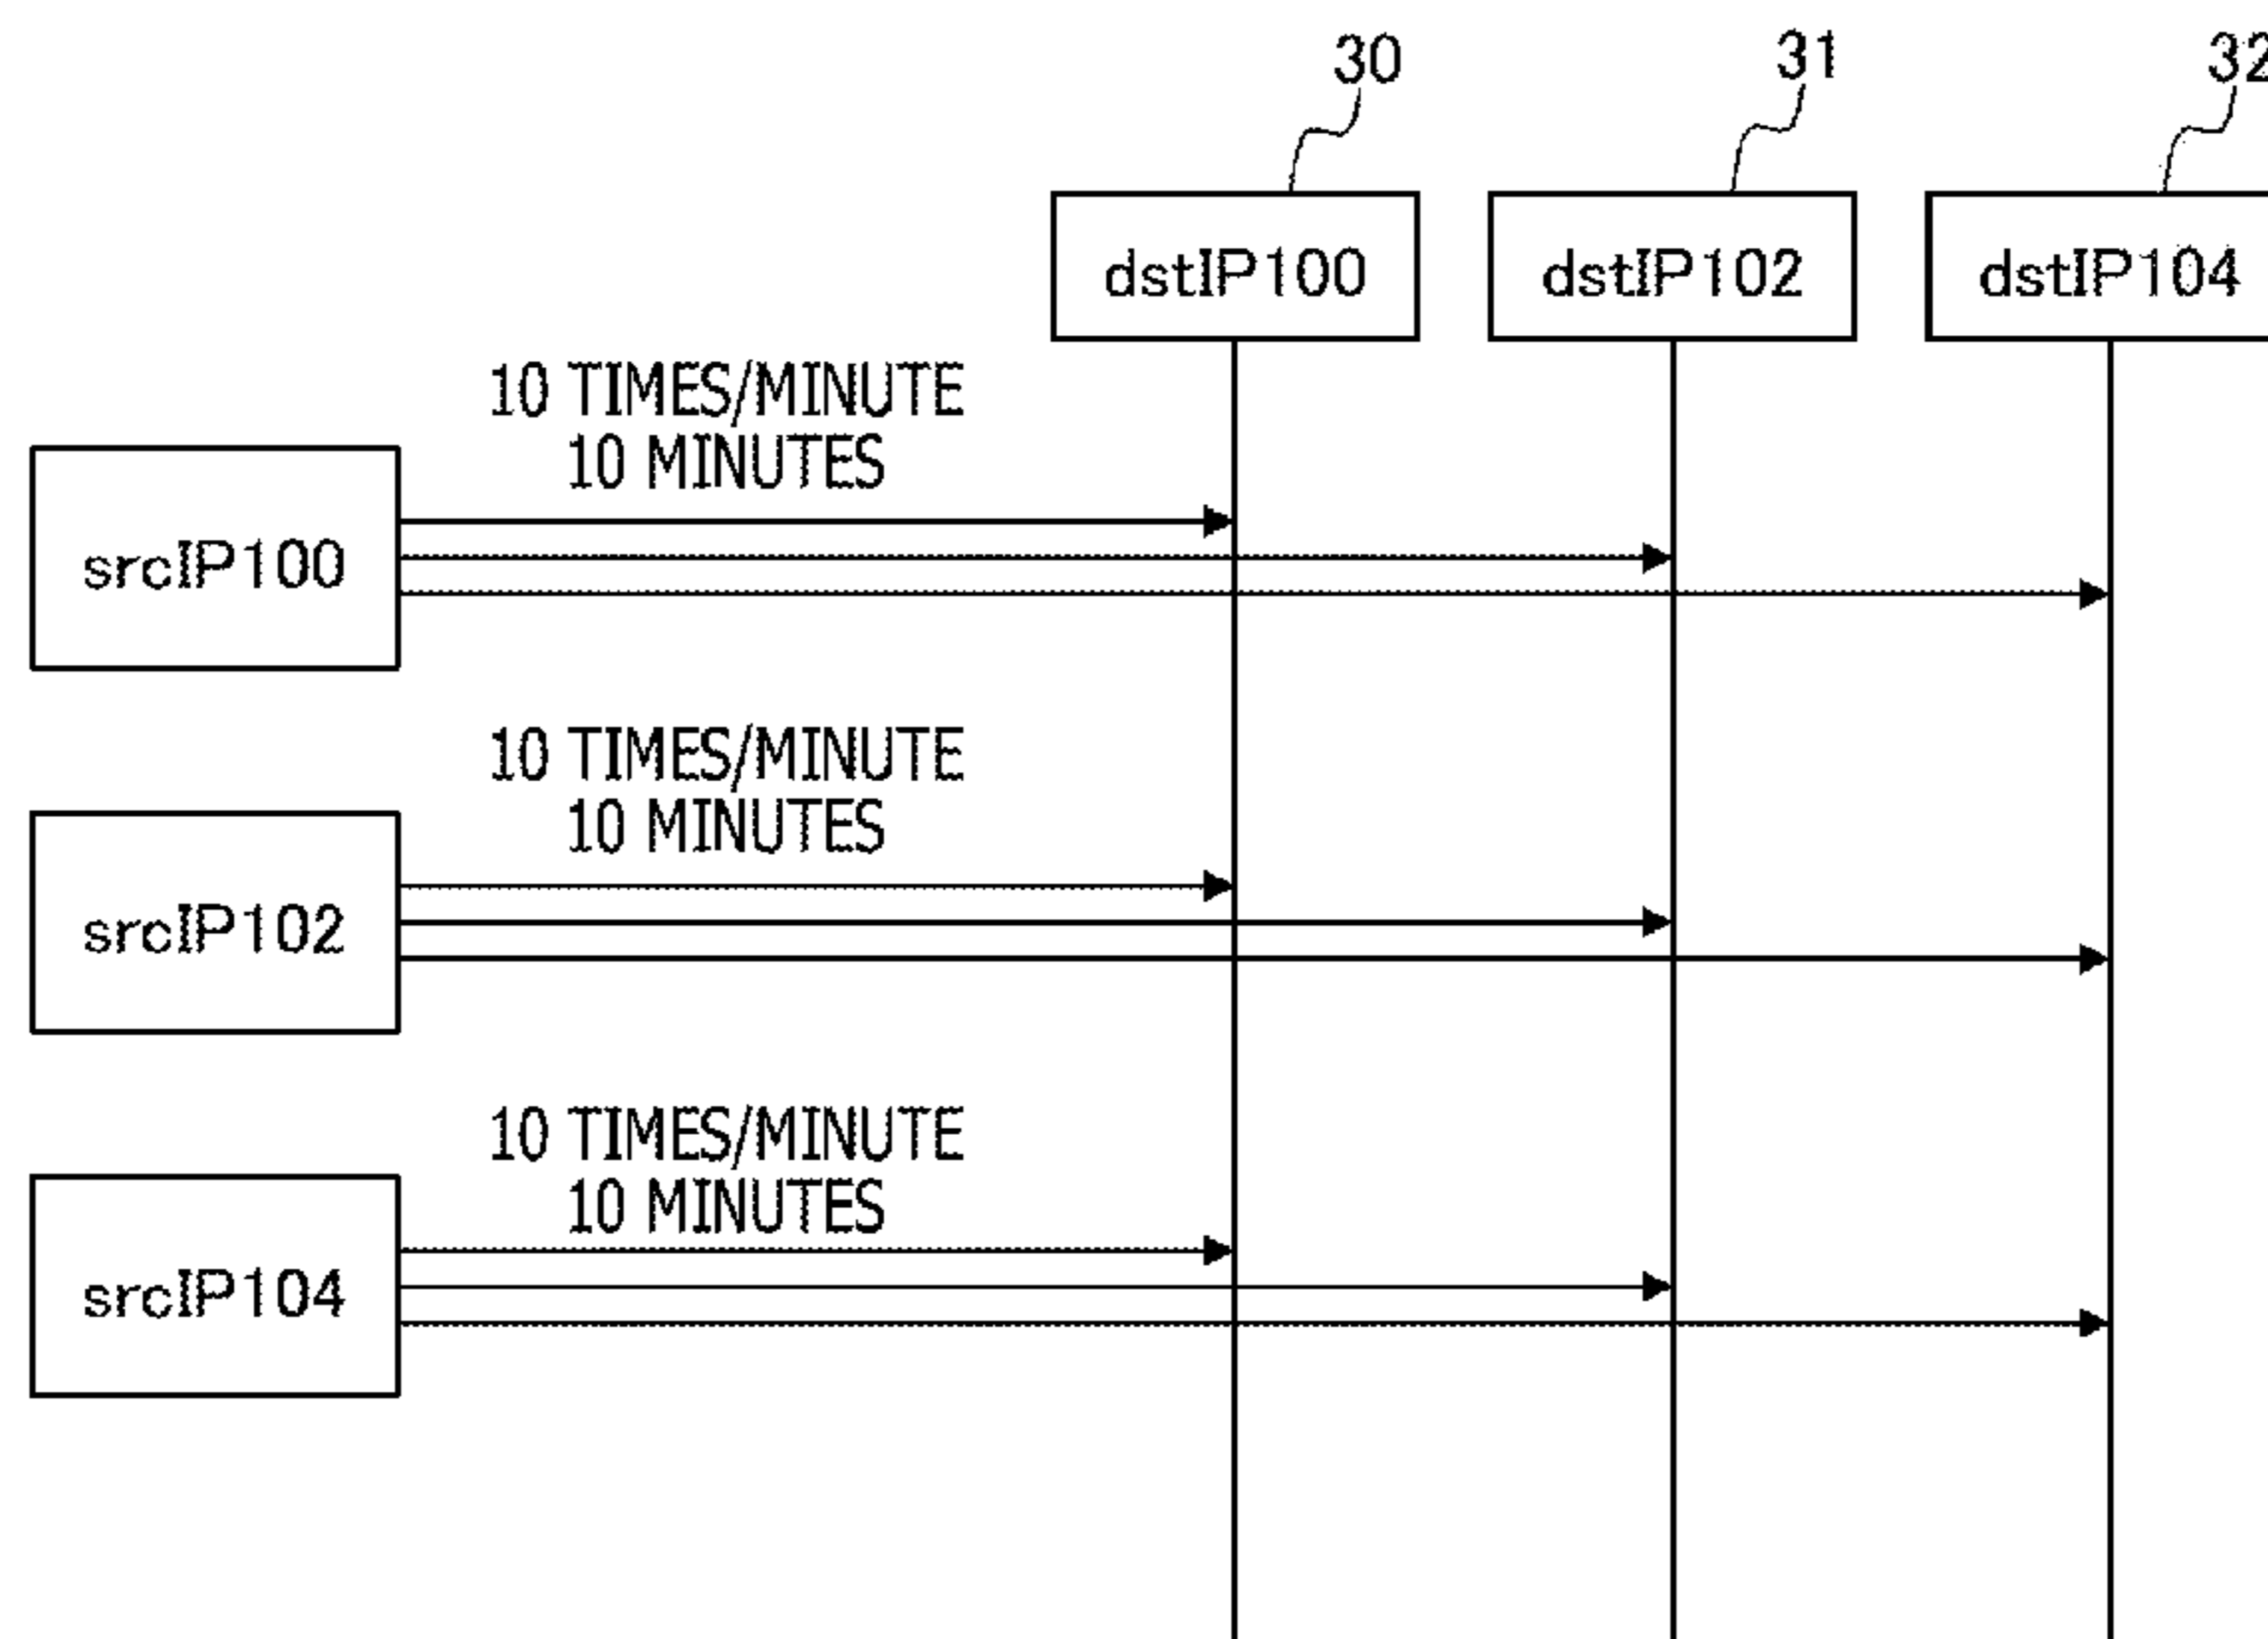 30
31
32
dstIP100
dstIP102
dstIP104
10 TIMES/MINUTE
10 MINUTES
srcIP100
10 TIMES/MINUTE
10 MINUTES
srcIP102
10 TIMES/MINUTE
10 MINUTES
srcIP104